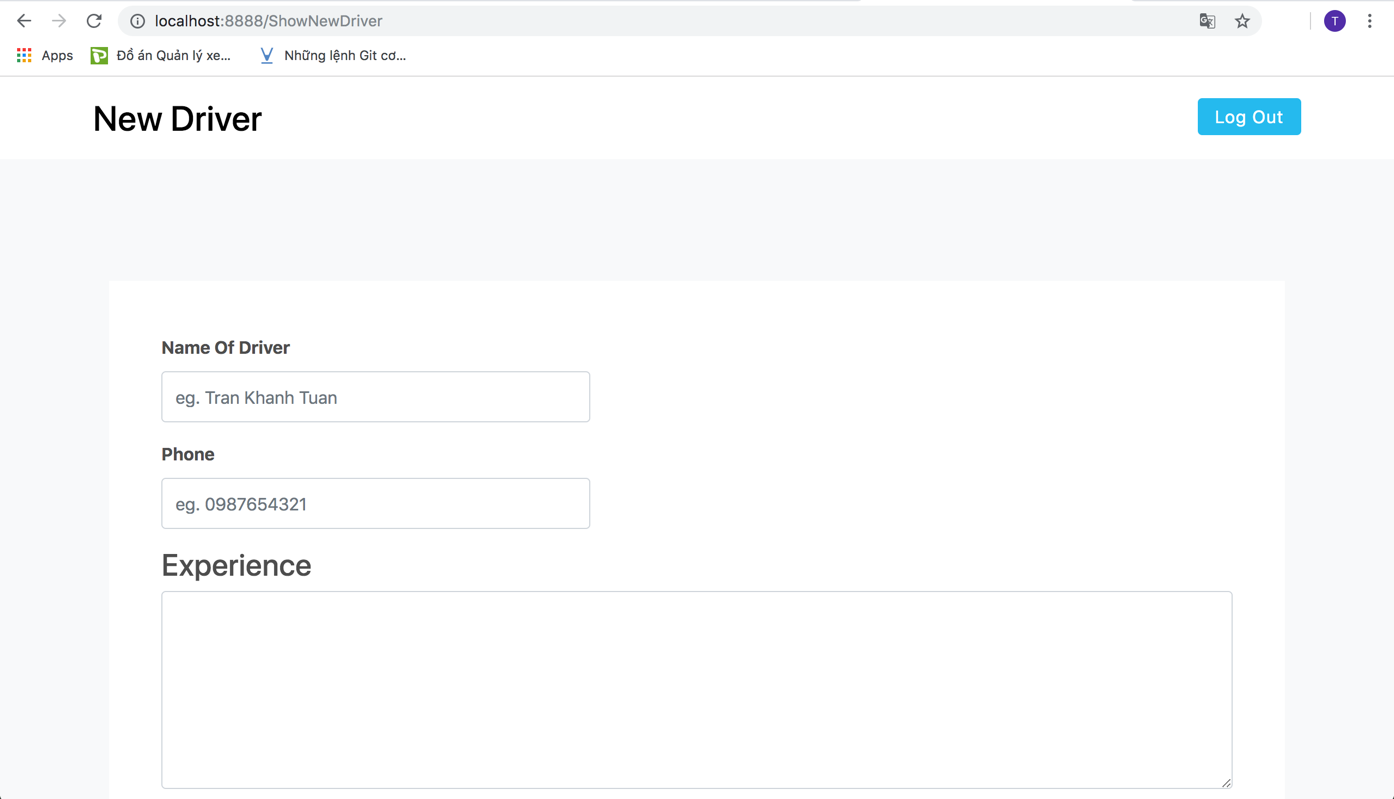 localhost:8888/ShowNewDriver
T
Apps
Đồ án Quản lý xe...
Những lệnh Git cơ...
New Driver
Log Out
Name Of Driver
eg. Tran Khanh Tuan
Phone
eg. 0987654321
Experience